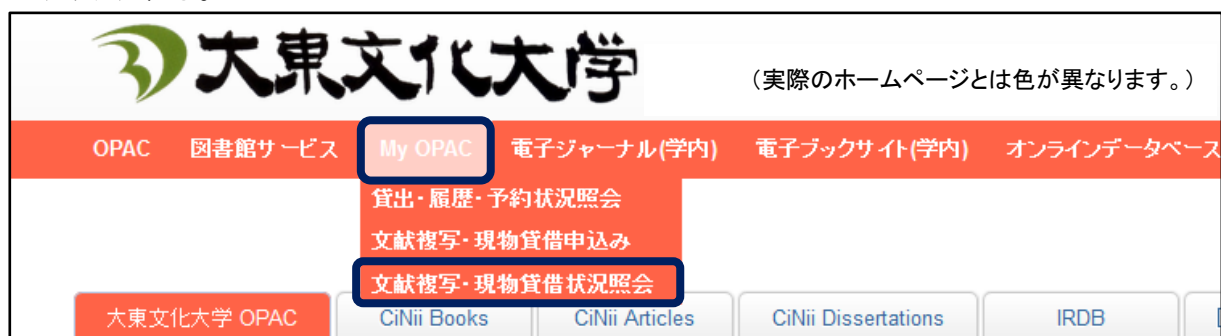 大東文化大学
（実際のホームページとは色が異なります。）
OPAC 図書館サービス My OPAC 電子ジャーナル(学内) 電子ブックサイト(学内) オンラインデータベース
貸出・履歴・予約状況照会
文献複写・現物貸借申込み
文献複写・現物貸借状況照会
大東文化大学 OPAC CiNii Books CiNii Articles CiNii Dissertations IRDB